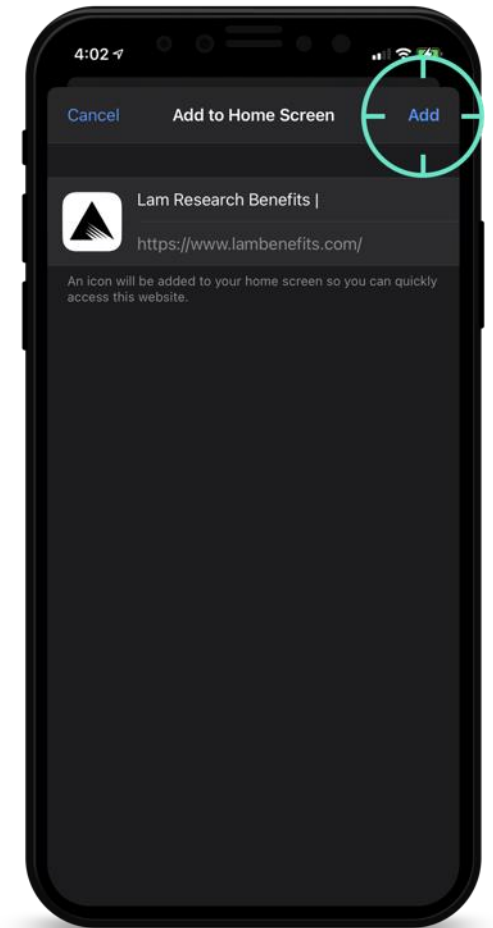 4:02
Cancel Add to Home Screen Add
Lam Research Benefits |
https://www.lambenefits.com/
An icon will be added to your home screen so you can quickly
access this website.